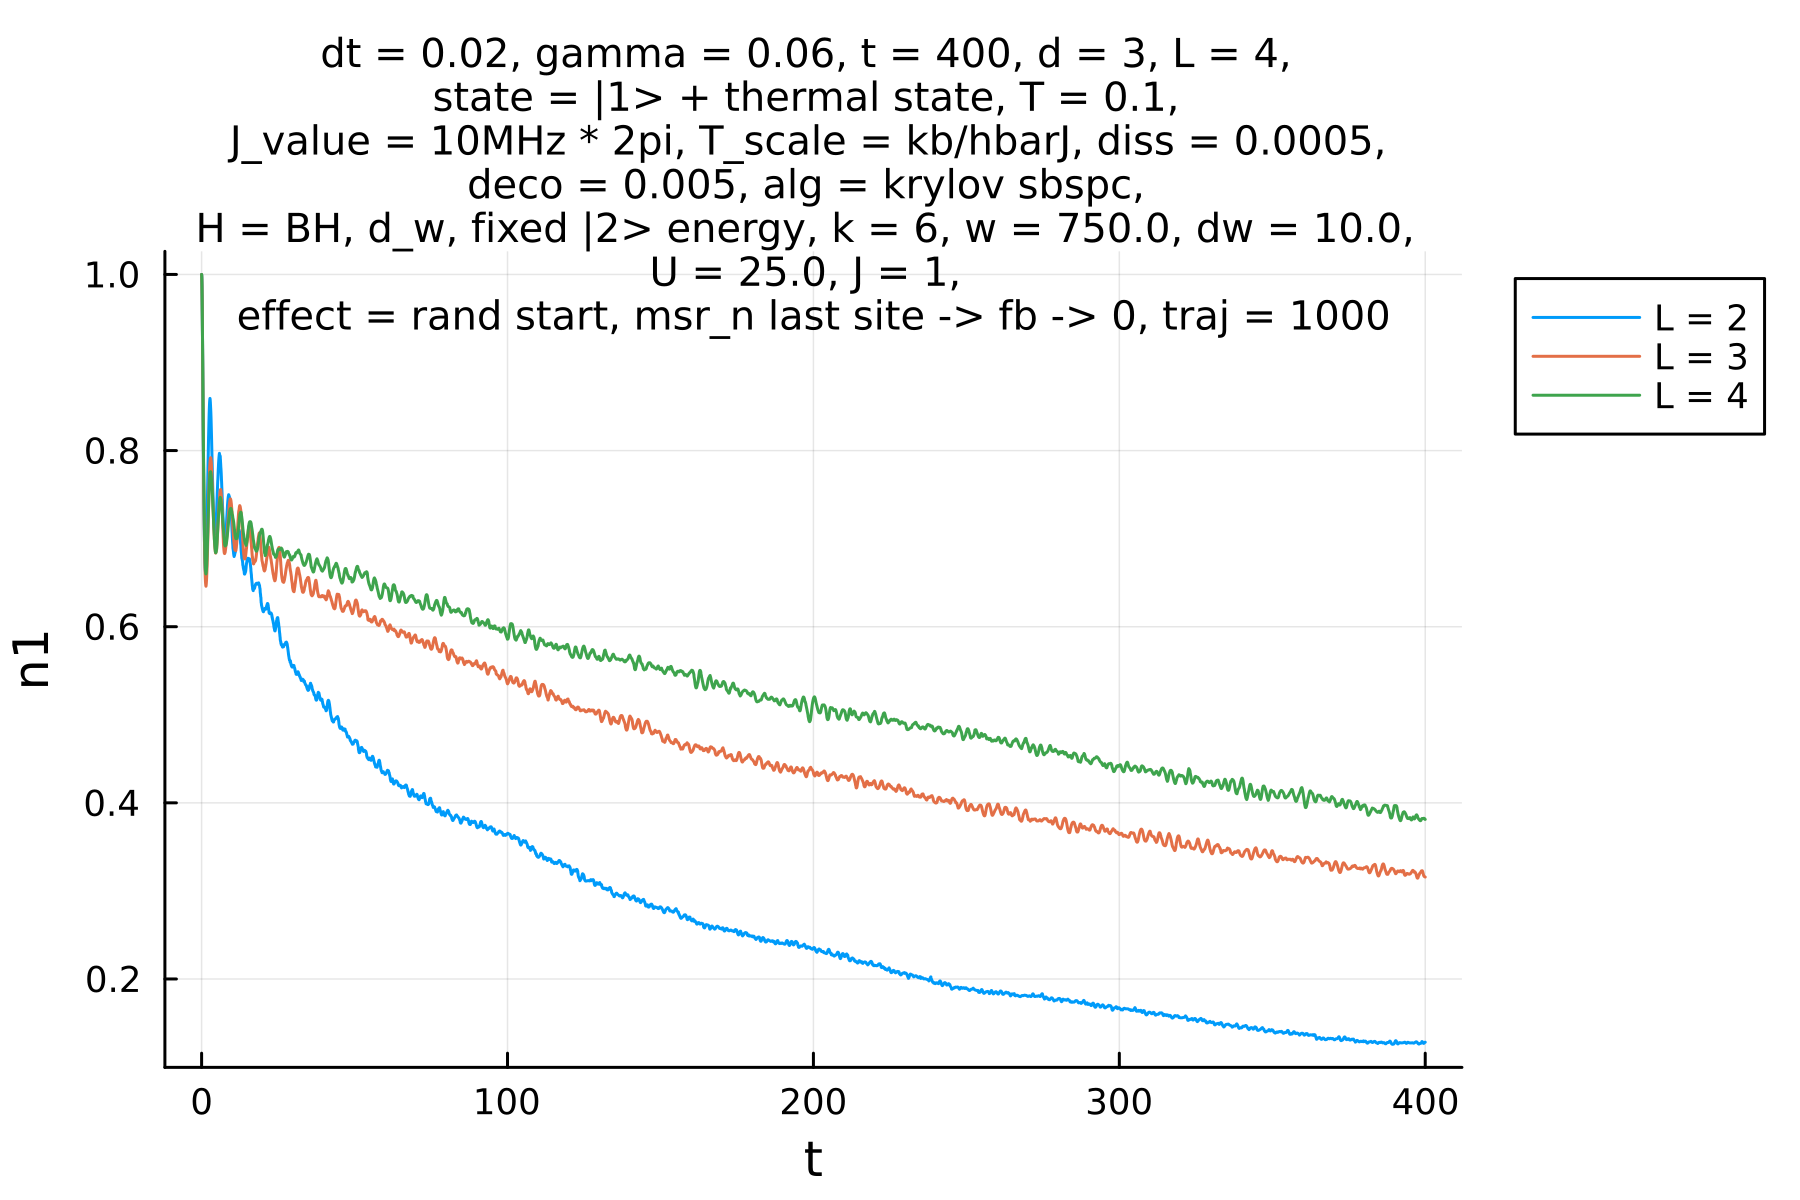 dt = 0.02, gamma = 0.06, t = 400, d = 3, L = 4,
state = |1> + thermal state, T = 0.1,
J_value = 10MHz * 2pi, T_scale = kb/hbarJ, diss = 0.0005,
deco = 0.005, alg = krylov sbspc,
H = BH, d_w, fixed |2> energy, k = 6, w = 750.0, dw = 10.0,
U = 25.0, J = 1,
effect = rand start, msr_n last site -> fb -> 0, traj = 1000
1.0
0.8
0.6
0.4
0.2
n1
0 100 200 300 400
t
L = 2
L = 3
L = 4